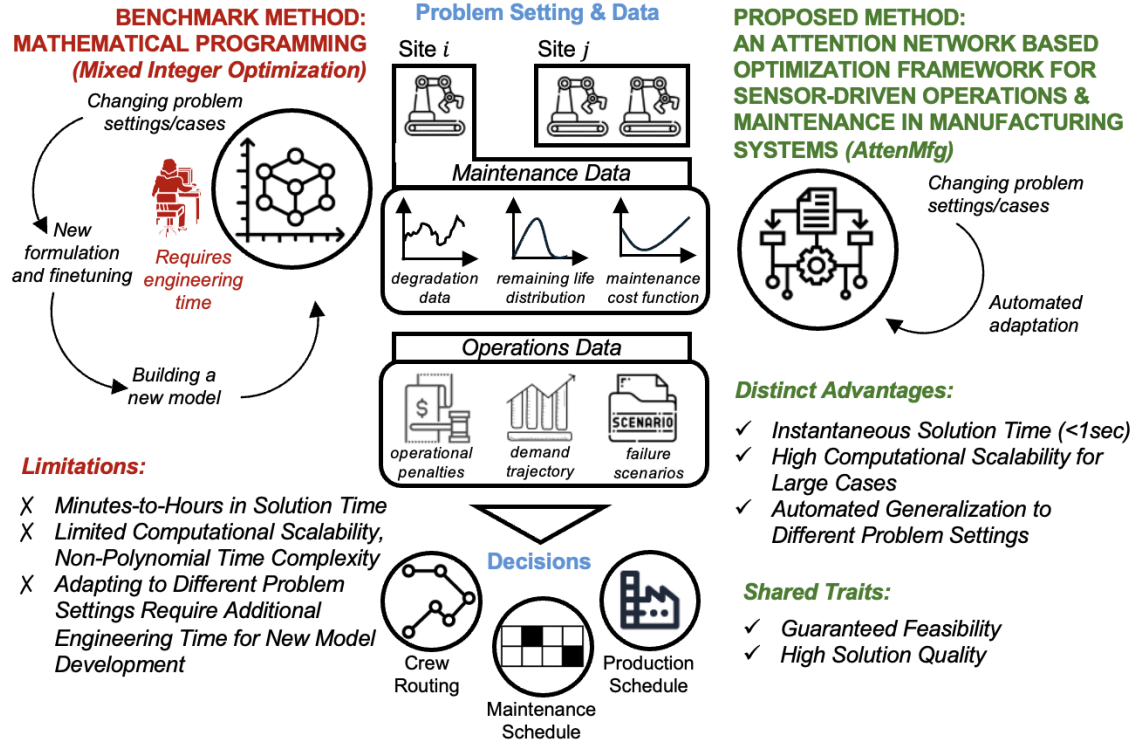 BENCHMARK METHOD:
MATHEMATICAL PROGRAMMING
(Mixed Integer Optimization)
Changing problem
settings/cases
New
formulation
and finetuning
Requires
engineering
time
Building a
new model
Limitations:
✗ Minutes-to-Hours in Solution Time
✗ Limited Computational Scalability,
Non-Polynomial Time Complexity
✗ Adapting to Different Problem
Settings Require Additional
Engineering Time for New Model
Development
Problem Setting & Data
Site i
Site j
Maintenance Data
degradation
data
remaining life
distribution
maintenance
cost function
Operations Data
$
SCENARIO
operational
penalties
demand
trajectory
failure
scenarios
Decisions
Crew
Routing
Maintenance
Schedule
Production
Schedule
PROPOSED METHOD:
AN ATTENTION NETWORK BASED
OPTIMIZATION FRAMEWORK FOR
SENSOR-DRIVEN OPERATIONS &
MAINTENANCE IN MANUFACTURING
SYSTEMS (AttenMfg)
Changing problem
settings/cases
Automated
adaptation
Distinct Advantages:
✓ Instantaneous Solution Time (<1sec)
✓ High Computational Scalability for
Large Cases
✓ Automated Generalization to
Different Problem Settings
Shared Traits:
✓ Guaranteed Feasibility
✓ High Solution Quality